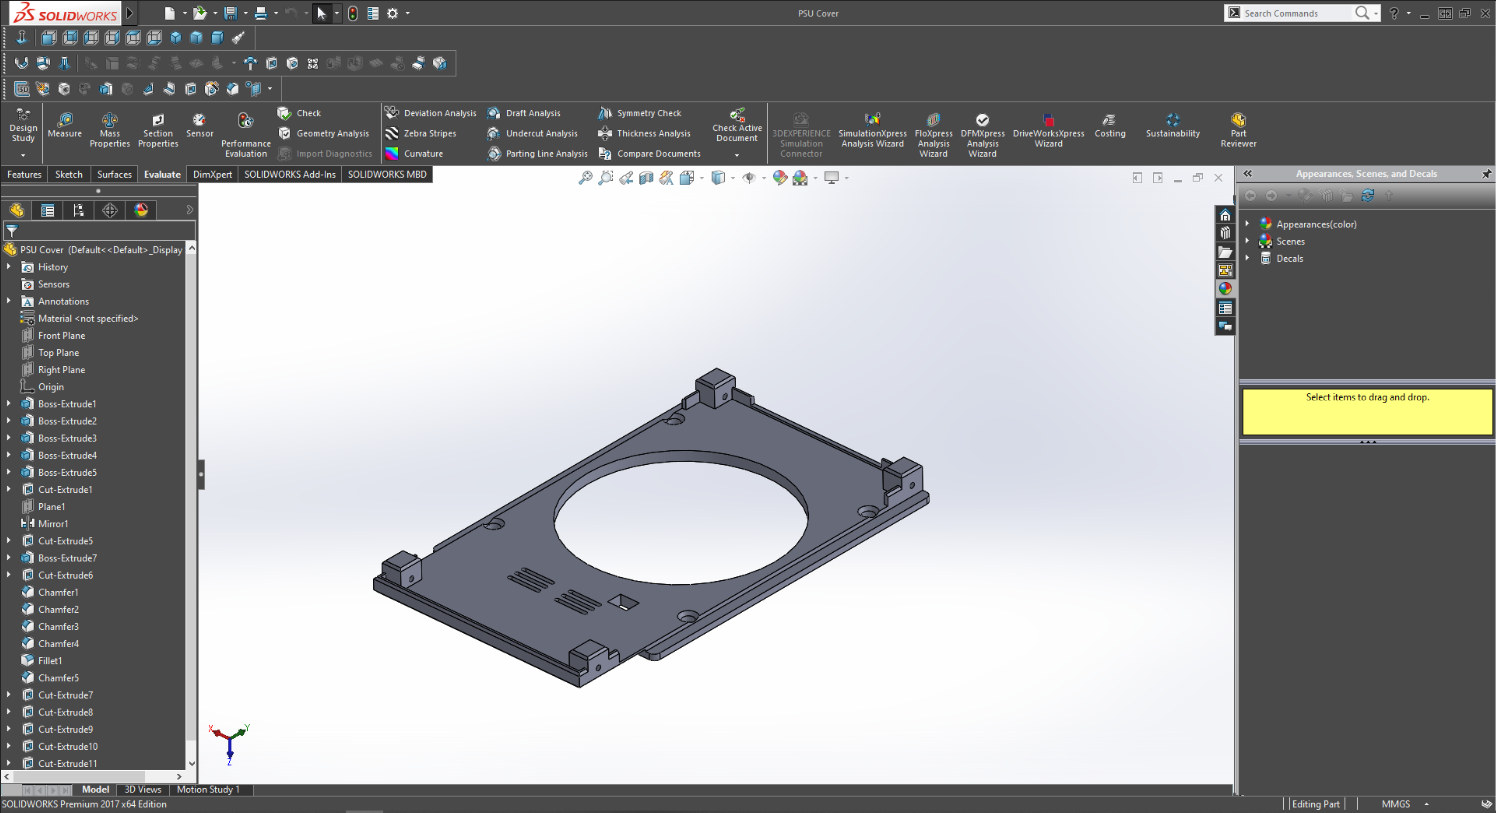 SOLIDWORKS
PSU Cover
Search Commands
Design Study
Measure
Mass Properties
Section Properties
Sensor
Performance Evaluation
Check
Geometry Analysis
Import Diagnostics
Deviation Analysis
Zebra Stripes
Curvature
Draft Analysis
Undercut Analysis
Parting Line Analysis
Symmetry Check
Thickness Analysis
Compare Documents
Check Active Document
3DEXPERIENCE Simulation Connector
SimulationXpress Analysis Wizard
FloXpress Analysis Wizard
DFMXpress Analysis Wizard
DriveWorksXpress Wizard
Costing
Sustainability
Part Reviewer
Features
Sketch
Surfaces
Evaluate
DimXpert
SOLIDWORKS Add-Ins
SOLIDWORKS MBD
PSU Cover (Default<<Default>_Display
History
Sensors
Annotations
Material <not specified>
Front Plane
Top Plane
Right Plane
Origin
Boss-Extrude1
Boss-Extrude2
Boss-Extrude3
Boss-Extrude4
Boss-Extrude5
Cut-Extrude1
Plane1
Mirror1
Cut-Extrude5
Boss-Extrude7
Cut-Extrude6
Chamfer1
Chamfer2
Chamfer3
Chamfer4
Fillet1
Chamfer5
Cut-Extrude7
Cut-Extrude8
Cut-Extrude9
Cut-Extrude10
Cut-Extrude11
X
Y
Z
Appearances, Scenes, and Decals
Appearances(color)
Scenes
Decals
Select items to drag and drop.
Model
3D Views
Motion Study 1
SOLIDWORKS Premium 2017 x64 Edition
Editing Part
MMGS